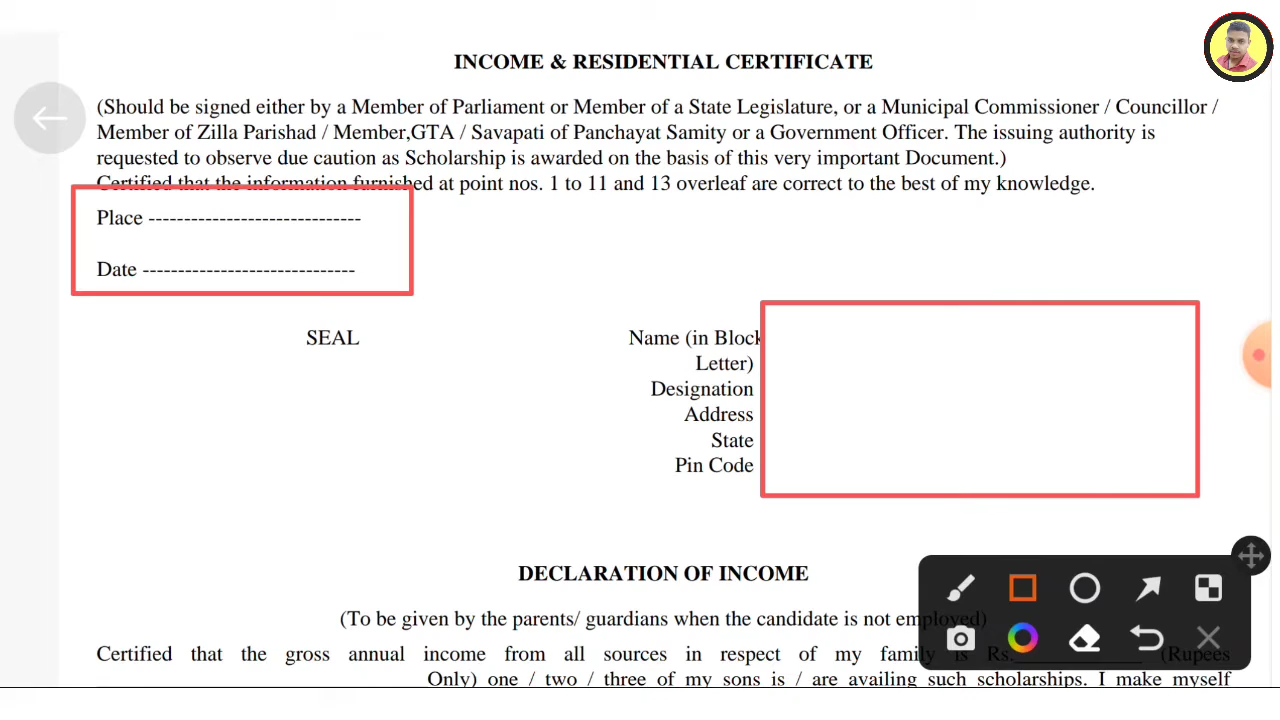 INCOME & RESIDENTIAL CERTIFICATE
(Should be signed either by a Member of Parliament or Member of a State Legislature, or a Municipal Commissioner / Councillor /
Member of Zilla Parishad / Member,GTA / Savapati of Panchayat Samity or a Government Officer. The issuing authority is
requested to observe due caution as Scholarship is awarded on the basis of this very important Document.)
Certified that the information furnished at point nos. 1 to 11 and 13 overleaf are correct to the best of my knowledge.
Place ------------------------------
Date ------------------------------
SEAL
Name (in Block
Letter)
Designation
Address
State
Pin Code
DECLARATION OF INCOME
(To be given by the parents/ guardians when the candidate is not employed)
Certified that the gross annual income from all sources in respect of my family is Rs.____________ (Rupees
Only) one / two / three of my sons is / are availing such scholarships. I make myself